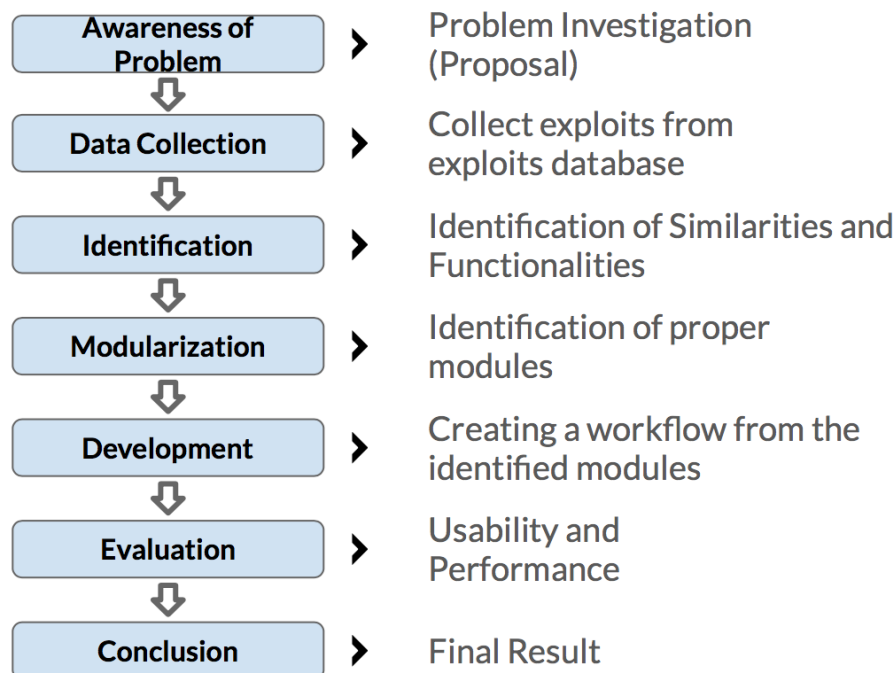 Awareness of
Problem
Problem Investigation
(Proposal)
Data Collection
Collect exploits from
exploits database
Identification
Identification of Similarities and
Functionalities
Modularization
Identification of proper
modules
Development
Creating a workflow from the
identified modules
Evaluation
Usability and
Performance
Conclusion
Final Result